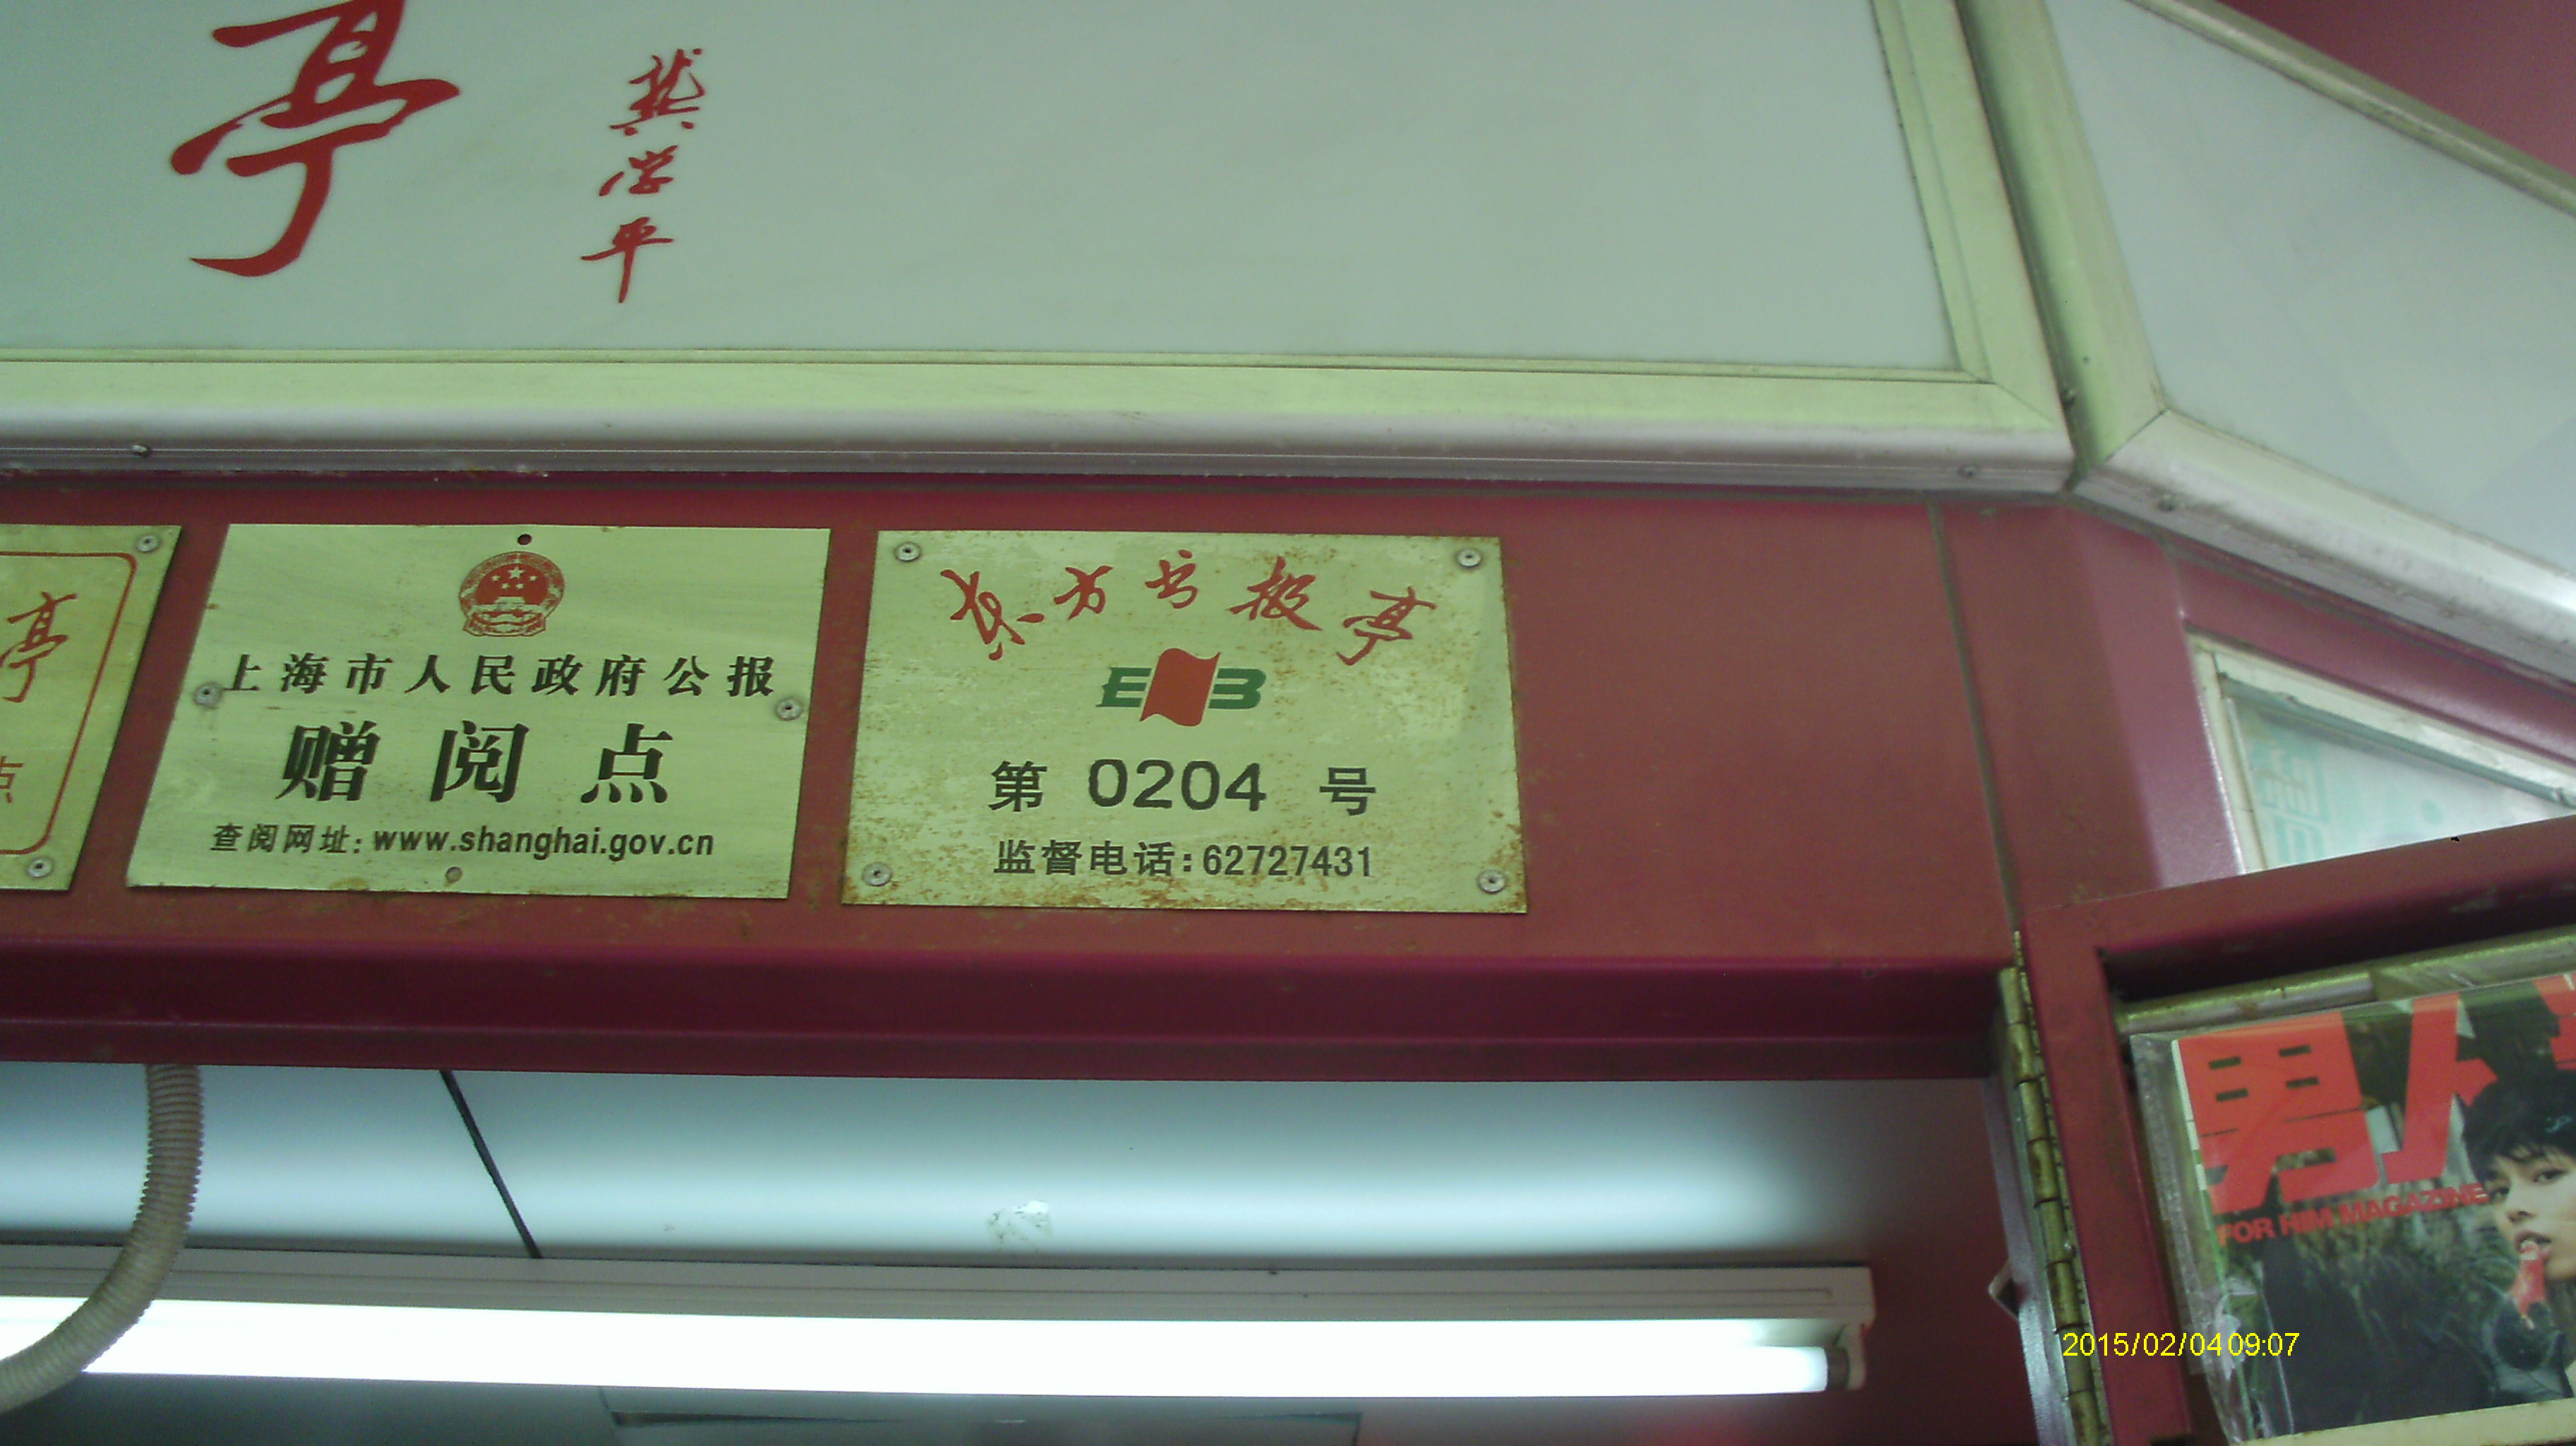 亭
龚学平
亭
点
上海市人民政府公报
赠阅点
查阅网址：www.shanghai.gov.cn
东方书报亭
EB
第 0204 号
监督电话：62727431
男人
FOR HIM MAGAZINE
2015/02/04 09:07